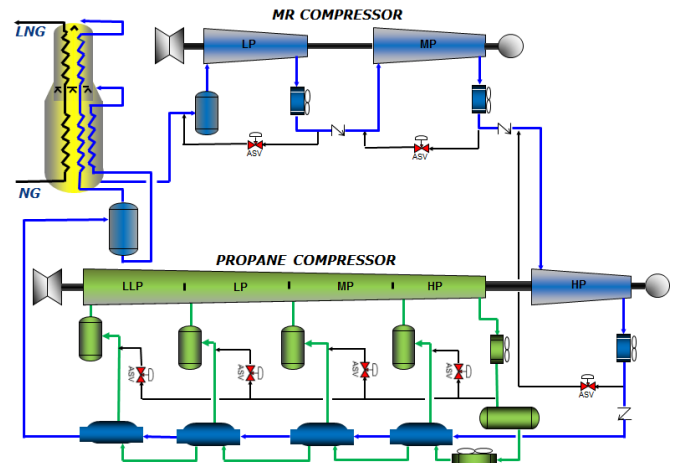 MR COMPRESSOR
LNG
LP
MP
ASV
ASV
NG
PROPANE COMPRESSOR
LLP
LP
MP
HP
HP
ASV
ASV
ASV
ASV
ASV